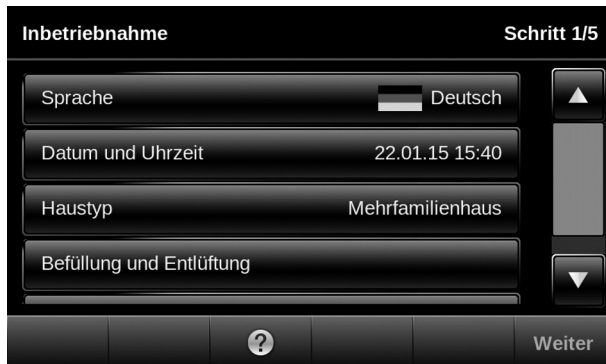 Inbetriebnahme Schritt 1/5
Sprache Deutsch
Datum und Uhrzeit 22.01.15 15:40
Haustyp Mehrfamilienhaus
Befüllung und Entlüftung
? Weiter